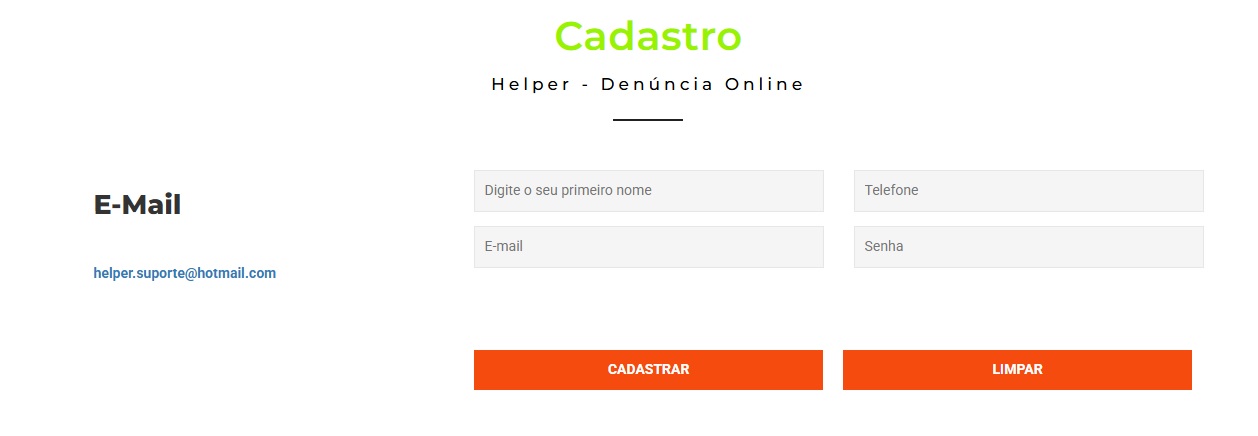 Cadastro
Helper - Denúncia Online
E-Mail
helper.suporte@hotmail.com
Digite o seu primeiro nome
Telefone
E-mail
Senha
CADASTRAR
LIMPAR